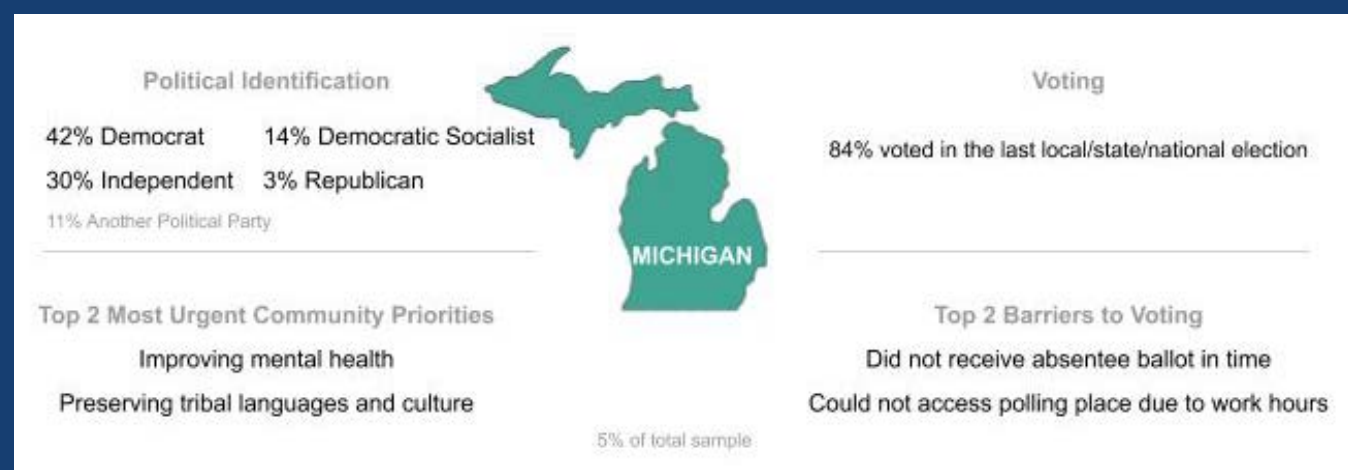 Political Identification
42% Democrat 14% Democratic Socialist
30% Independent 3% Republican
11% Another Political Party
Top 2 Most Urgent Community Priorities
Improving mental health
Preserving tribal languages and culture
MICHIGAN
5% of total sample
Voting
84% voted in the last local/state/national election
Top 2 Barriers to Voting
Did not receive absentee ballot in time
Could not access polling place due to work hours